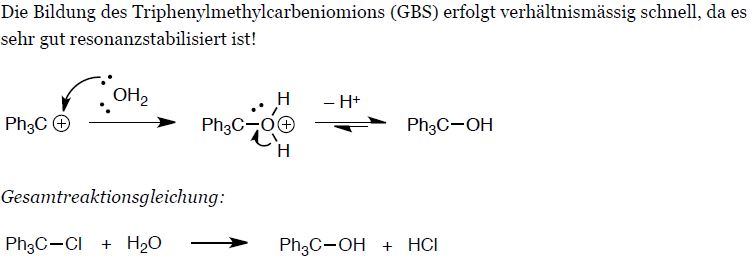 Die Bildung des Triphenylmethylcarbeniomions (GBS) erfolgt verhältnismässig schnell, da es
sehr gut resonanzstabilisiert ist!
Ph₃C ⊕ OH₂ Ph₃C–O⊕ H H – H⁺ Ph₃C–OH
Gesamtreaktionsgleichung:
Ph₃C–Cl + H₂O → Ph₃C–OH + HCl